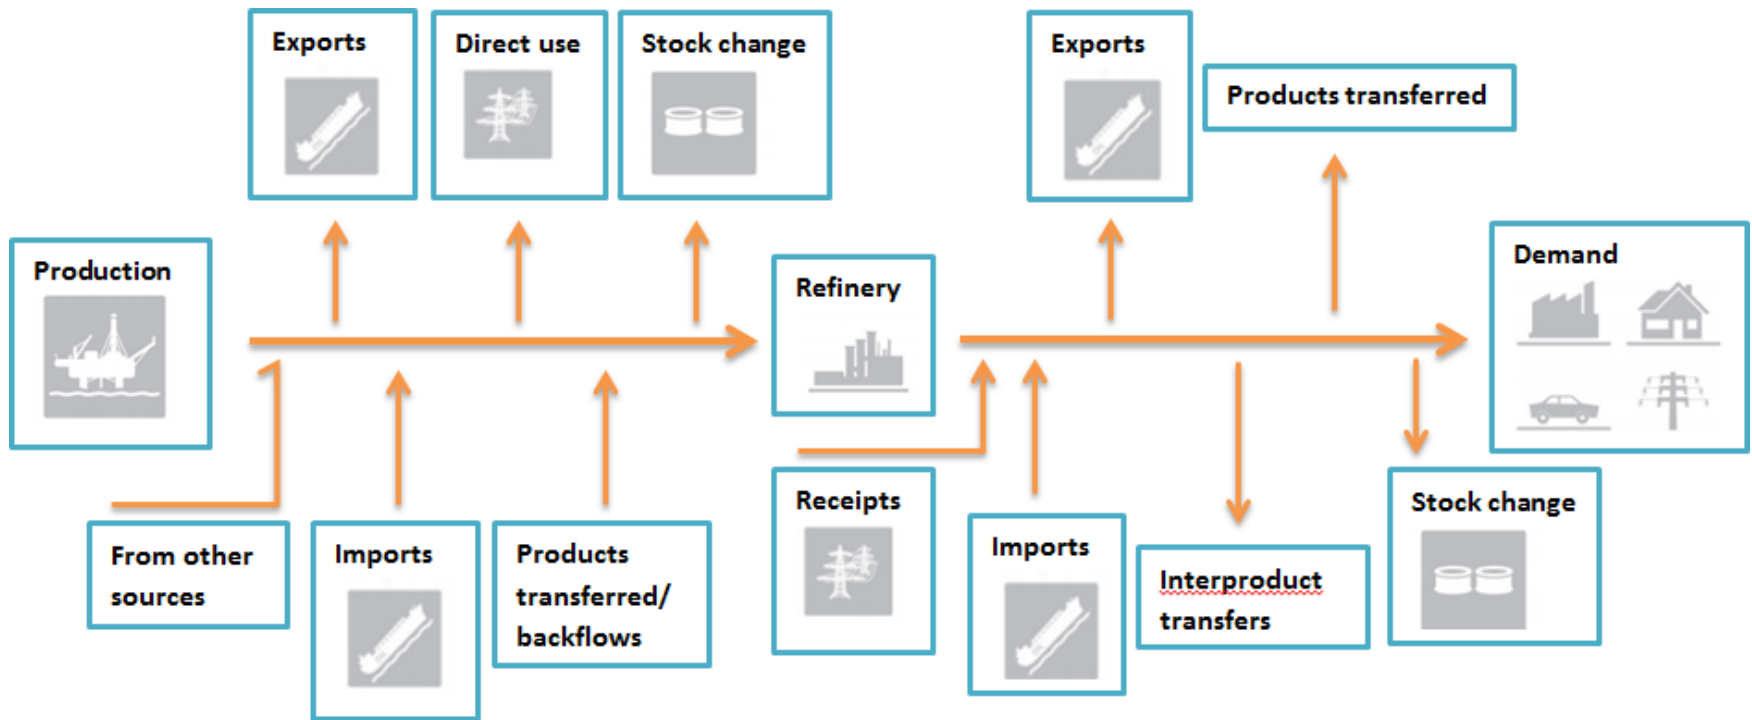 Exports
Direct use
Stock change
Exports
Products transferred
Production
Refinery
Demand
Receipts
Stock change
From other
sources
Imports
Products
transferred/
backflows
Imports
Interproduct
transfers